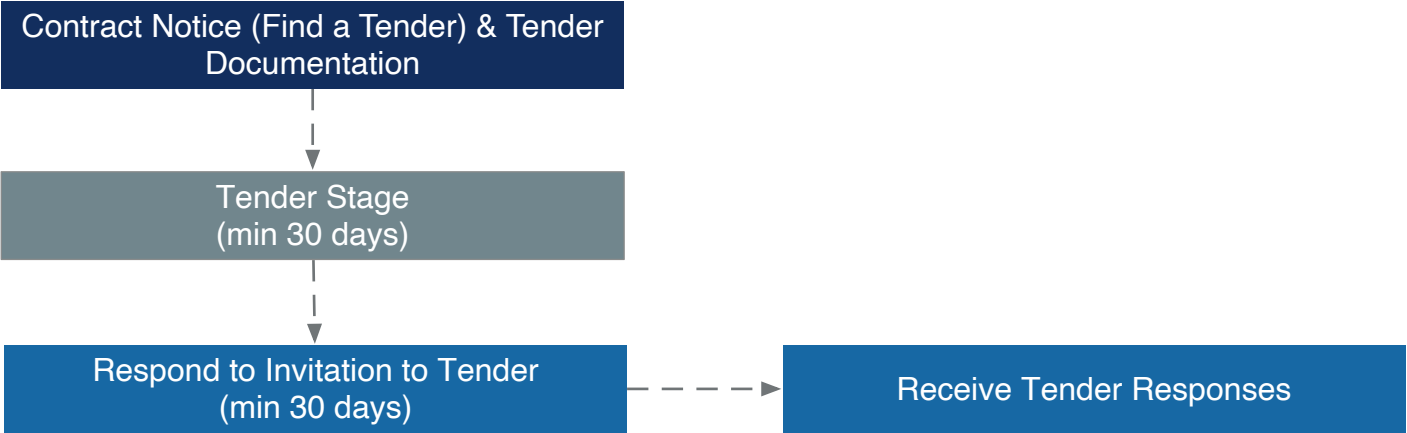 Contract Notice (Find a Tender) & Tender
Documentation
Tender Stage
(min 30 days)
Respond to Invitation to Tender
(min 30 days)
Receive Tender Responses